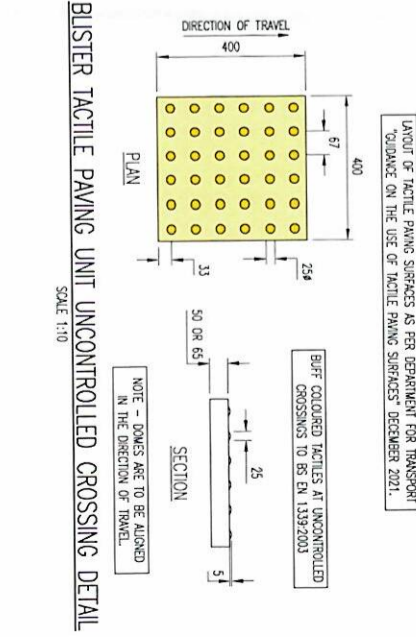 LAYOUT OF TACTILE PAVING SURFACES AS PER DEPARTMENT FOR TRANSPORT
"GUIDANCE ON THE USE OF TACTILE PAVING SURFACES" DECEMBER 2021.
DIRECTION OF TRAVEL
400
400
67
25ø
33
PLAN
BUFF COLOURED TACTILES AT UNCONTROLLED
CROSSINGS TO BS EN 1339:2003
50 OR 65
25
5
SECTION
NOTE - DOMES ARE TO BE ALIGNED
IN THE DIRECTION OF TRAVEL.
BLISTER TACTILE PAVING UNIT UNCONTROLLED CROSSING DETAIL
SCALE 1:10